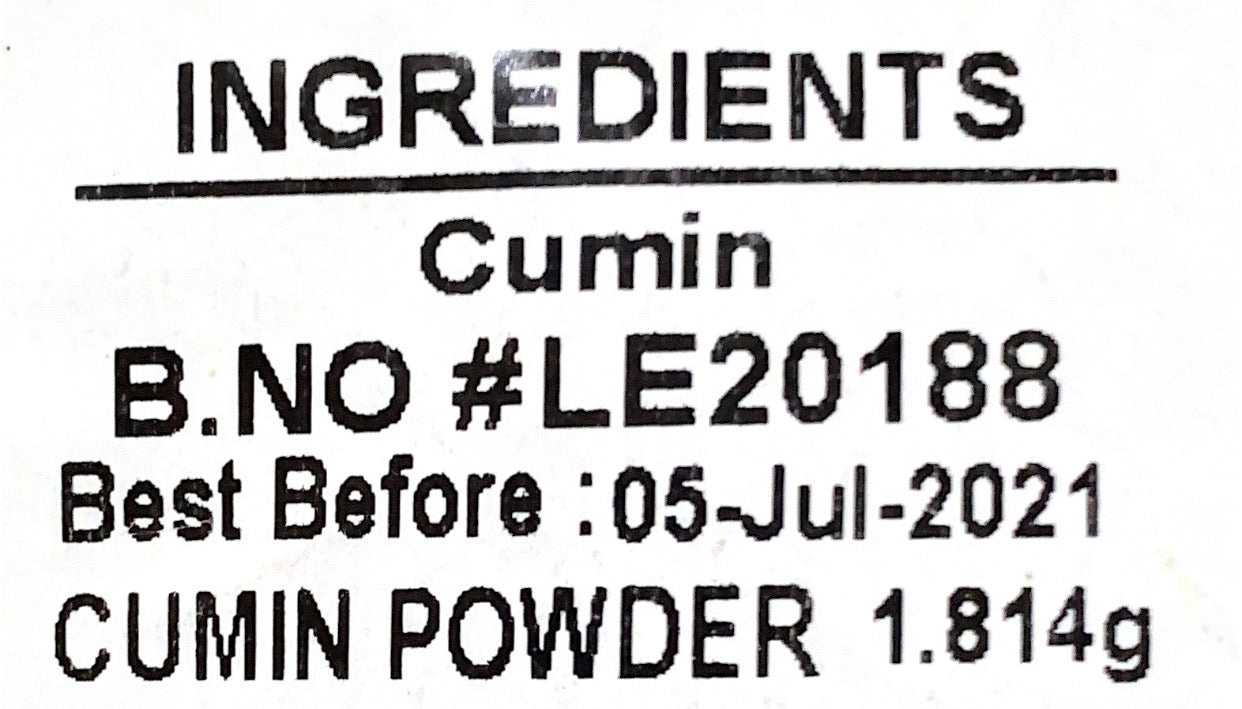 INGREDIENTS
Cumin
B.NO #LE20188
Best Before :05-Jul-2021
CUMIN POWDER 1.814g